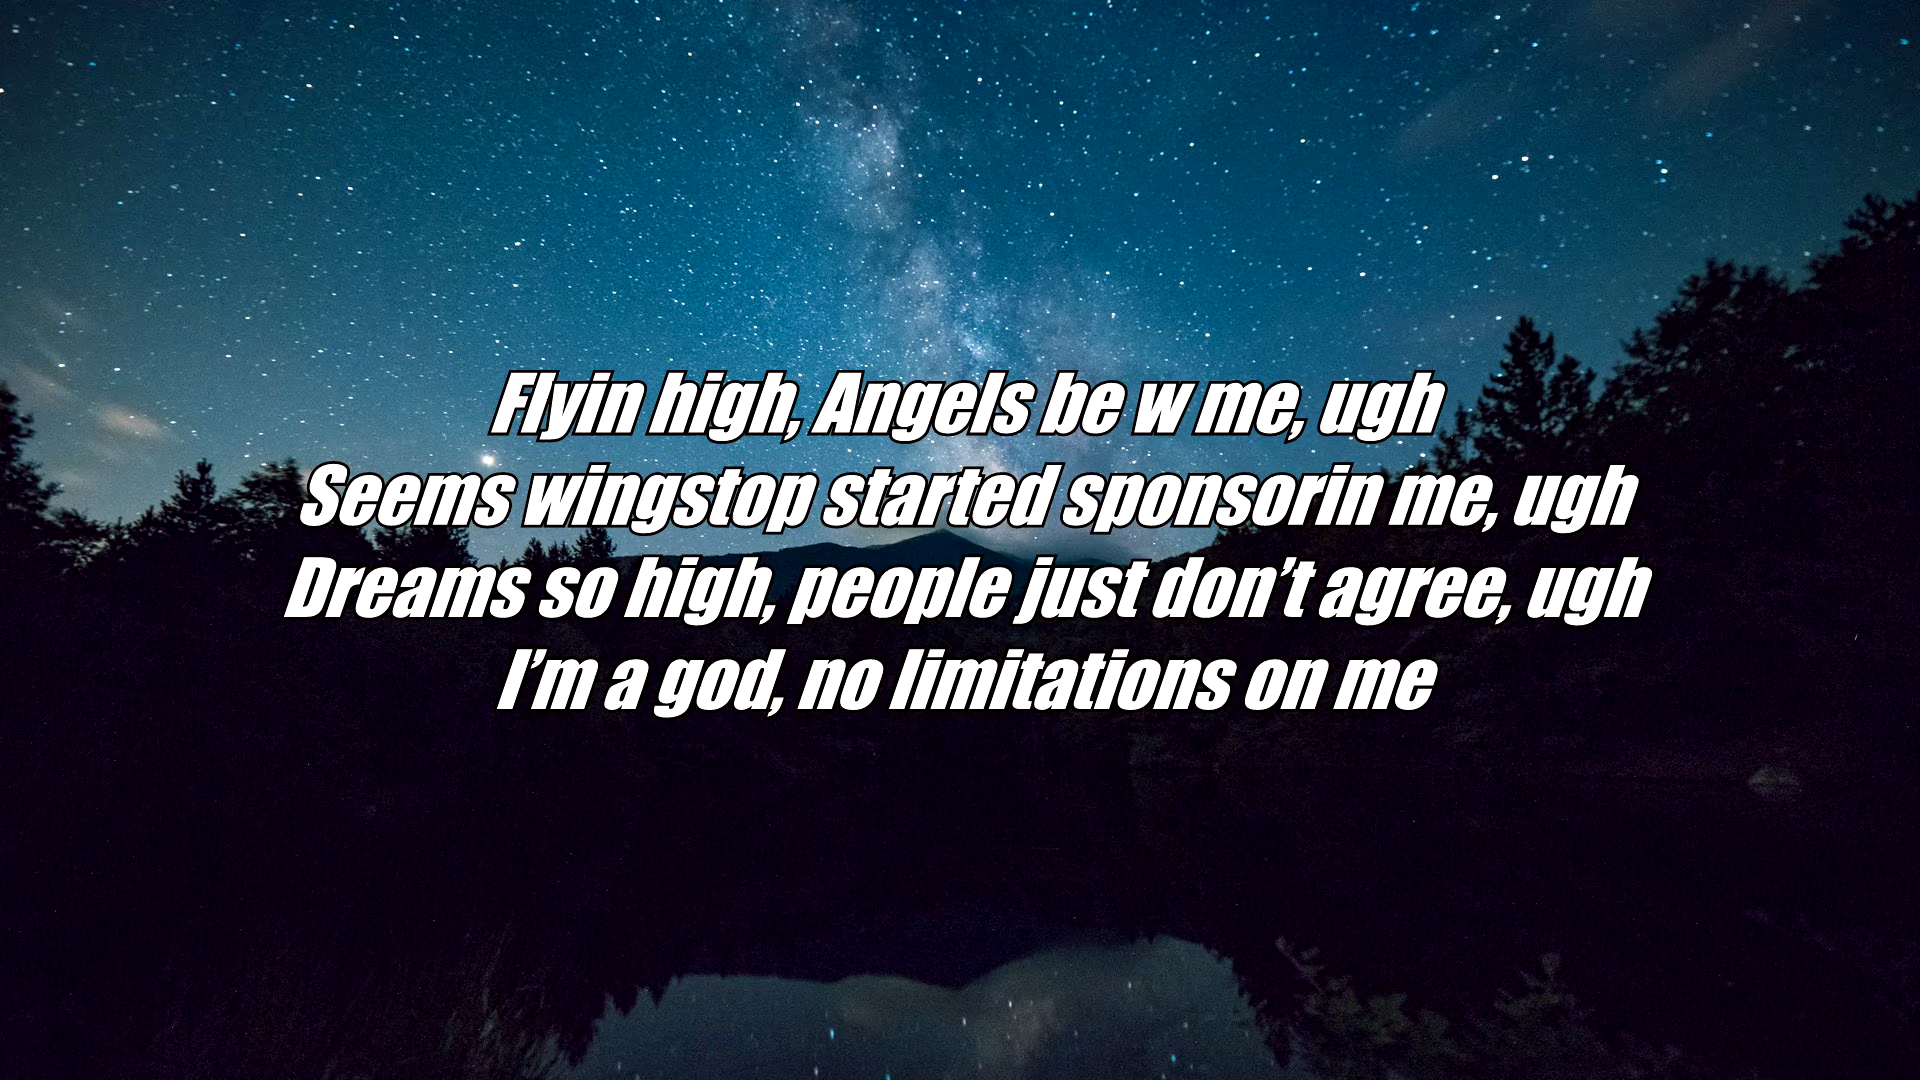 Flyin high, Angels be w me, ugh
Seems wingstop started sponsorin me, ugh
Dreams so high, people just don’t agree, ugh
I’m a god, no limitations on me